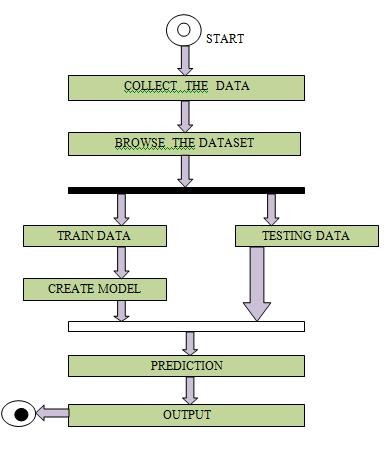 START
COLLECT THE DATA
BROWSE THE DATASET
TRAIN DATA
TESTING DATA
CREATE MODEL
PREDICTION
OUTPUT